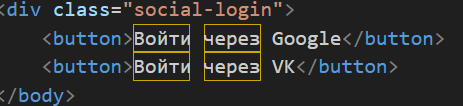 <div class="social-login">
<button>Войти через Google</button>
<button>Войти через VK</button>
</body>